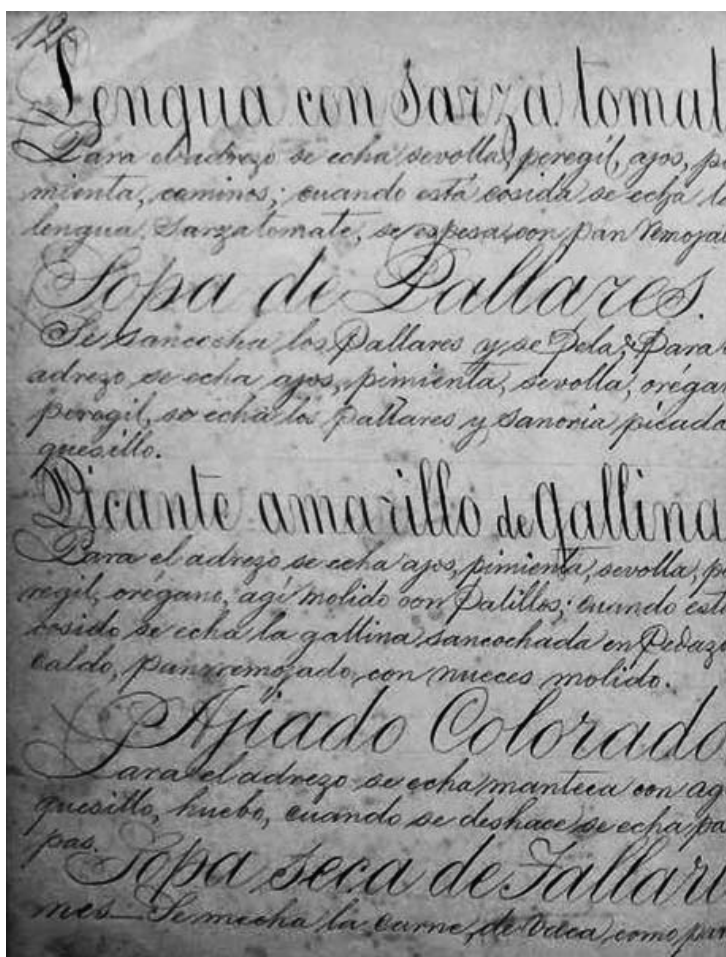 126
Lengua con sarza tomat
Para el adrezo se echa sevolla, peregil, ajos, pi
mienta, cominos; cuando está cosida se echa la
lengua, Sarza tomate, se espesa con pan remojad
Sopa de Pallares.
Se sancocha los Pallares y se Pela; Para
adrezo se echa ajos, pimienta, sevolla, orégan
peregil, se echa los Pallares y sanoria picada
quesillo.
Picante amarillo de gallina
Para el adrezo se echa ajos, pimienta, sevolla, pe
regil, orégano, agí molido con Palillos; cuando est
cosido se echa la gallina sancochada en Pedazo
caldo, pan remojado, con nueces molido.
Ajiado Colorado
Para el adrezo se echa manteca con ag
quesillo, huebo, cuando se deshace se echa pa
pas.
Sopa seca de Tallari
mes Se mecha la carne, de vaca, como par